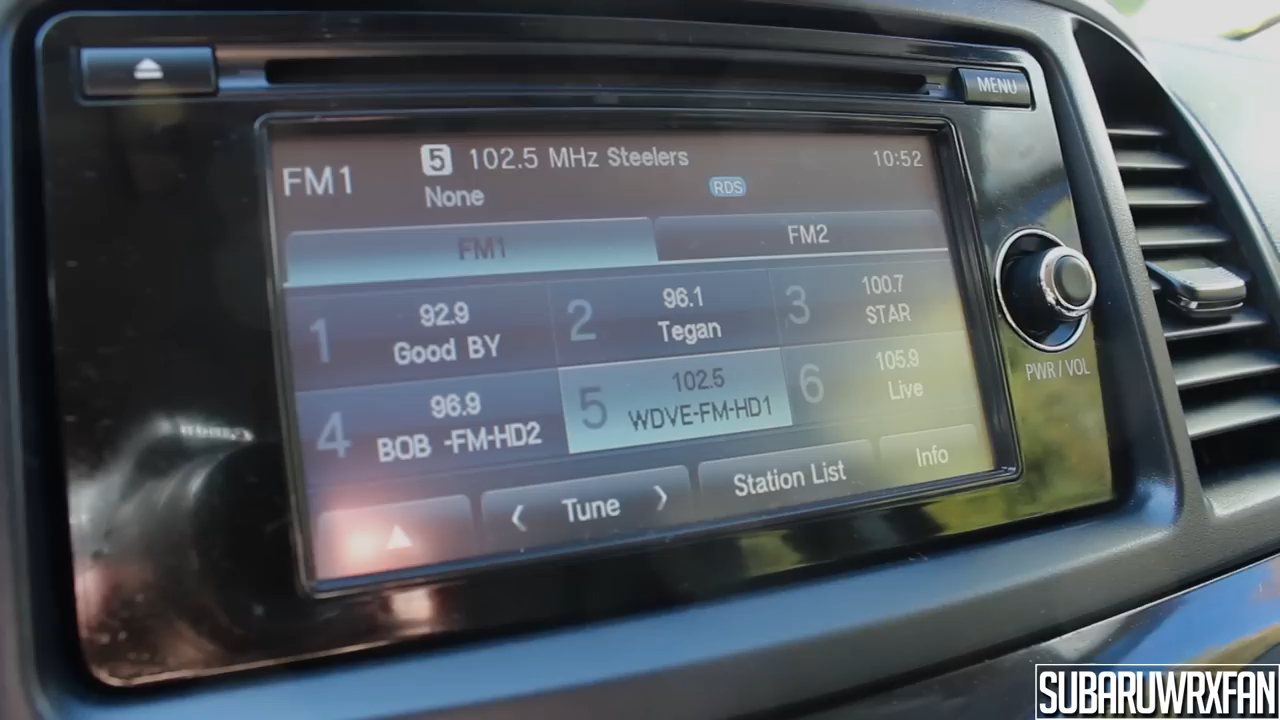 MENU
FM1
5 102.5 MHz Steelers
10:52
None
RDS
FM1
FM2
1 92.9 Good BY
2 96.1 Tegan
3 100.7 STAR
4 96.9 BOB -FM-HD2
5 102.5 WDVE-FM-HD1
6 105.9 Live
PWR / VOL
Tune
Station List
Info
SUBARUWRXFAN